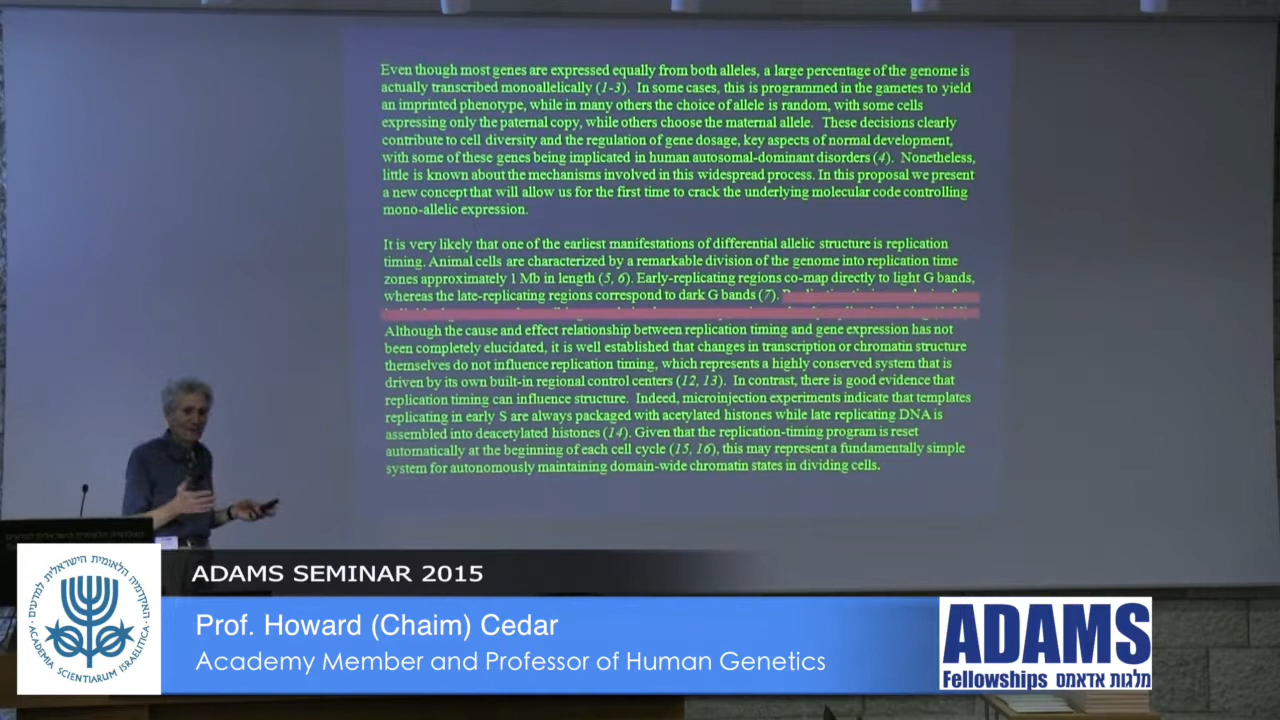 Even though most genes are expressed equally from both alleles, a large percentage of the genome is
actually transcribed monoallelically (1-3). In some cases, this is programmed in the gametes to yield
an imprinted phenotype, while in many others the choice of allele is random, with some cells
expressing only the paternal copy, while others choose the maternal allele. These decisions clearly
contribute to cell diversity and the regulation of gene dosage, key aspects of normal development,
with some of these genes being implicated in human autosomal-dominant disorders (4). Nonetheless,
little is known about the mechanisms involved in this widespread process. In this proposal we present
a new concept that will allow us for the first time to crack the underlying molecular code controlling
mono-allelic expression.
It is very likely that one of the earliest manifestations of differential allelic structure is replication
timing. Animal cells are characterized by a remarkable division of the genome into replication time
zones approximately 1 Mb in length (5, 6). Early-replicating regions co-map directly to light G bands,
whereas the late-replicating regions correspond to dark G bands (7).
Although the cause and effect relationship between replication timing and gene expression has not
been completely elucidated, it is well established that changes in transcription or chromatin structure
themselves do not influence replication timing, which represents a highly conserved system that is
driven by its own built-in regional control centers (12, 13). In contrast, there is good evidence that
replication timing can influence structure. Indeed, microinjection experiments indicate that templates
replicating in early S are always packaged with acetylated histones while late replicating DNA is
assembled into deacetylated histones (14). Given that the replication-timing program is reset
automatically at the beginning of each cell cycle (15, 16), this may represent a fundamentally simple
system for autonomously maintaining domain-wide chromatin states in dividing cells.
האקדמיה הלאומית הישראלית למדעים
ACADEMIA SCIENTIARUM ISRAELITICA
ADAMS SEMINAR 2015
Prof. Howard (Chaim) Cedar
Academy Member and Professor of Human Genetics
ADAMS
Fellowships מלגות אדאמס